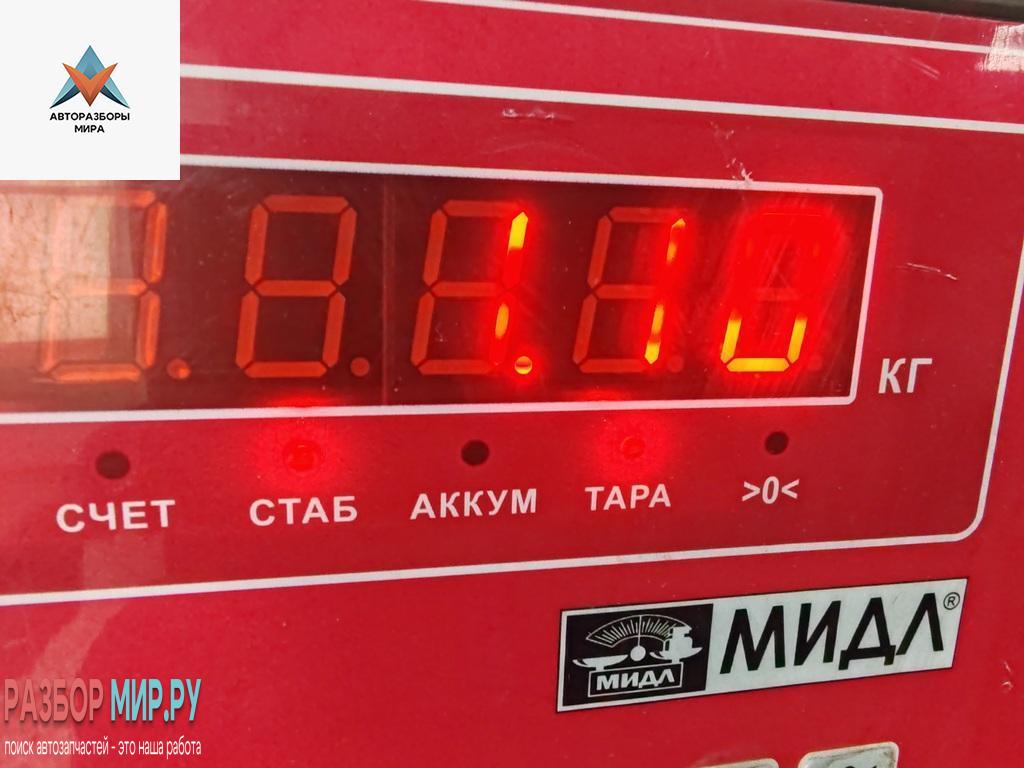 АВТОРАЗБОРЫ
МИРА
КГ
СЧЕТ СТАБ АККУМ ТАРА >0<
МИДЛ МИДЛ®
РАЗБОР МИР.РУ
поиск автозапчастей - это наша работа